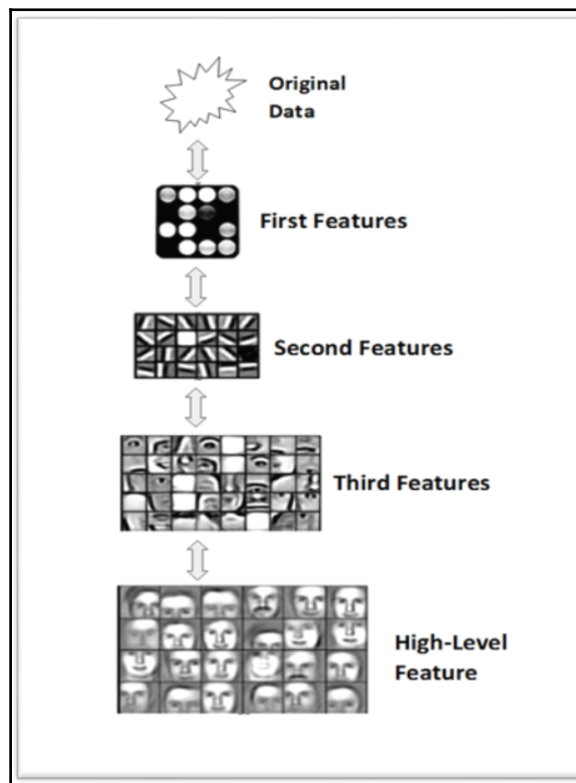 Original
Data
First Features
Second Features
Third Features
High-Level
Feature